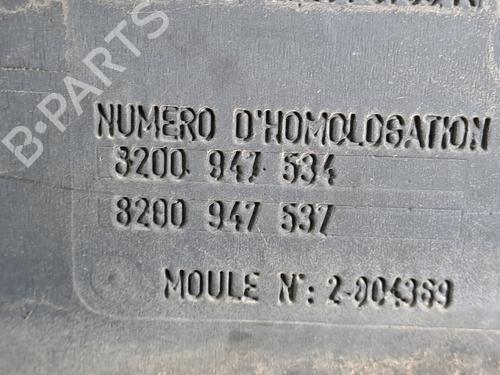 NUMERO D'HOMOLOGATION
8200 947 534
8200 947 537
MOULE N°: 2-004369
B-PARTS